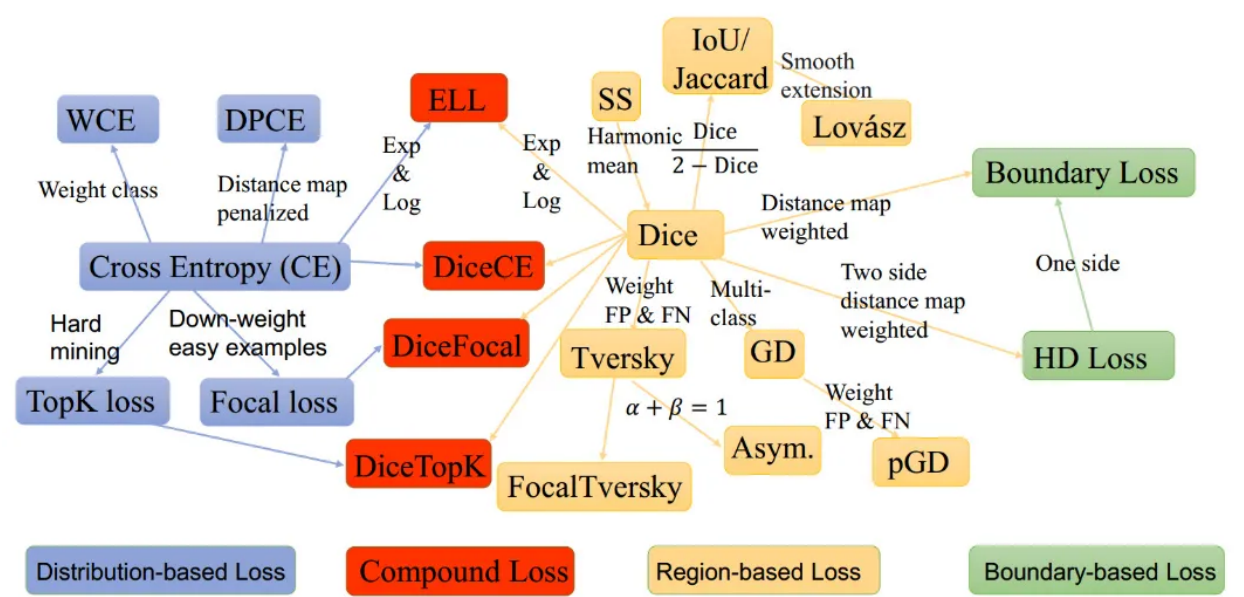 IoU/
Jaccard
Smooth
extension
Lovász
SS
ELL
WCE
DPCE
Harmonic
mean
Dice
2 − Dice
Exp
&
Log
Exp
&
Log
Weight class
Distance map
penalized
Boundary Loss
Distance map
weighted
Dice
Cross Entropy (CE)
DiceCE
One side
Two side
distance map
weighted
Weight
FP & FN
Multi-
class
Hard
mining
Down-weight
easy examples
DiceFocal
Tversky
GD
HD Loss
TopK loss
Focal loss
α + β = 1
Weight
FP & FN
Asym.
pGD
DiceTopK
FocalTversky
Distribution-based Loss
Compound Loss
Region-based Loss
Boundary-based Loss